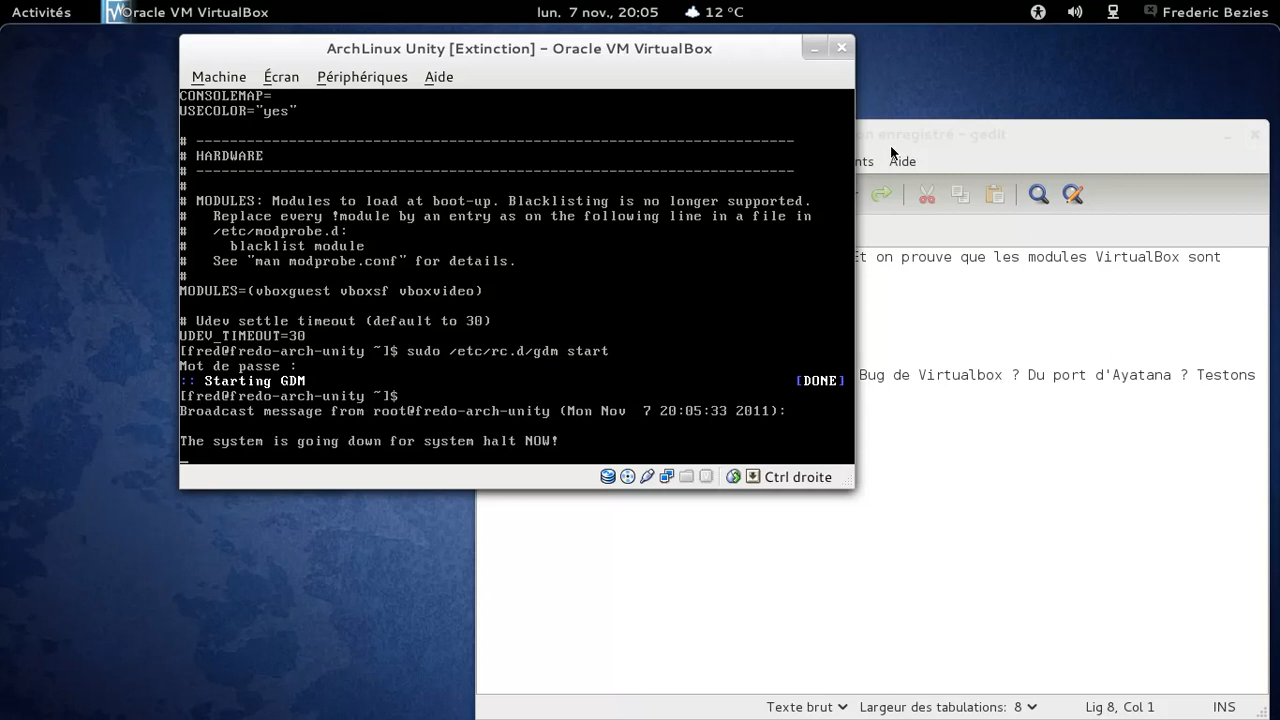 Activités
Oracle VM VirtualBox
lun. 7 nov., 20:05
12 °C
Frederic Bezies
ArchLinux Unity [Extinction] – Oracle VM VirtualBox
Machine Écran Périphériques Aide
CONSOLEMAP=
USECOLOR="yes"
# -----------------------------------------------------------------------
# HARDWARE
# -----------------------------------------------------------------------
#
# MODULES: Modules to load at boot-up. Blacklisting is no longer supported.
#   Replace every !module by an entry as on the following line in a file in
#   /etc/modprobe.d:
#     blacklist module
#   See "man modprobe.conf" for details.
#
MODULES=(vboxguest vboxsf vboxvideo)
# Udev settle timeout (default to 30)
UDEV_TIMEOUT=30
[fred@fredo-arch-unity ~]$ sudo /etc/rc.d/gdm start
Mot de passe :
:: Starting GDM [DONE]
[fred@fredo-arch-unity ~]$
Broadcast message from root@fredo-arch-unity (Mon Nov  7 20:05:33 2011):
The system is going down for system halt NOW!
Ctrl droite
enregistré – gedit
nts Aide
Et on prouve que les modules VirtualBox sont
Bug de Virtualbox ? Du port d'Ayatana ? Testons
Texte brut Largeur des tabulations: 8 Lig 8, Col 1 INS